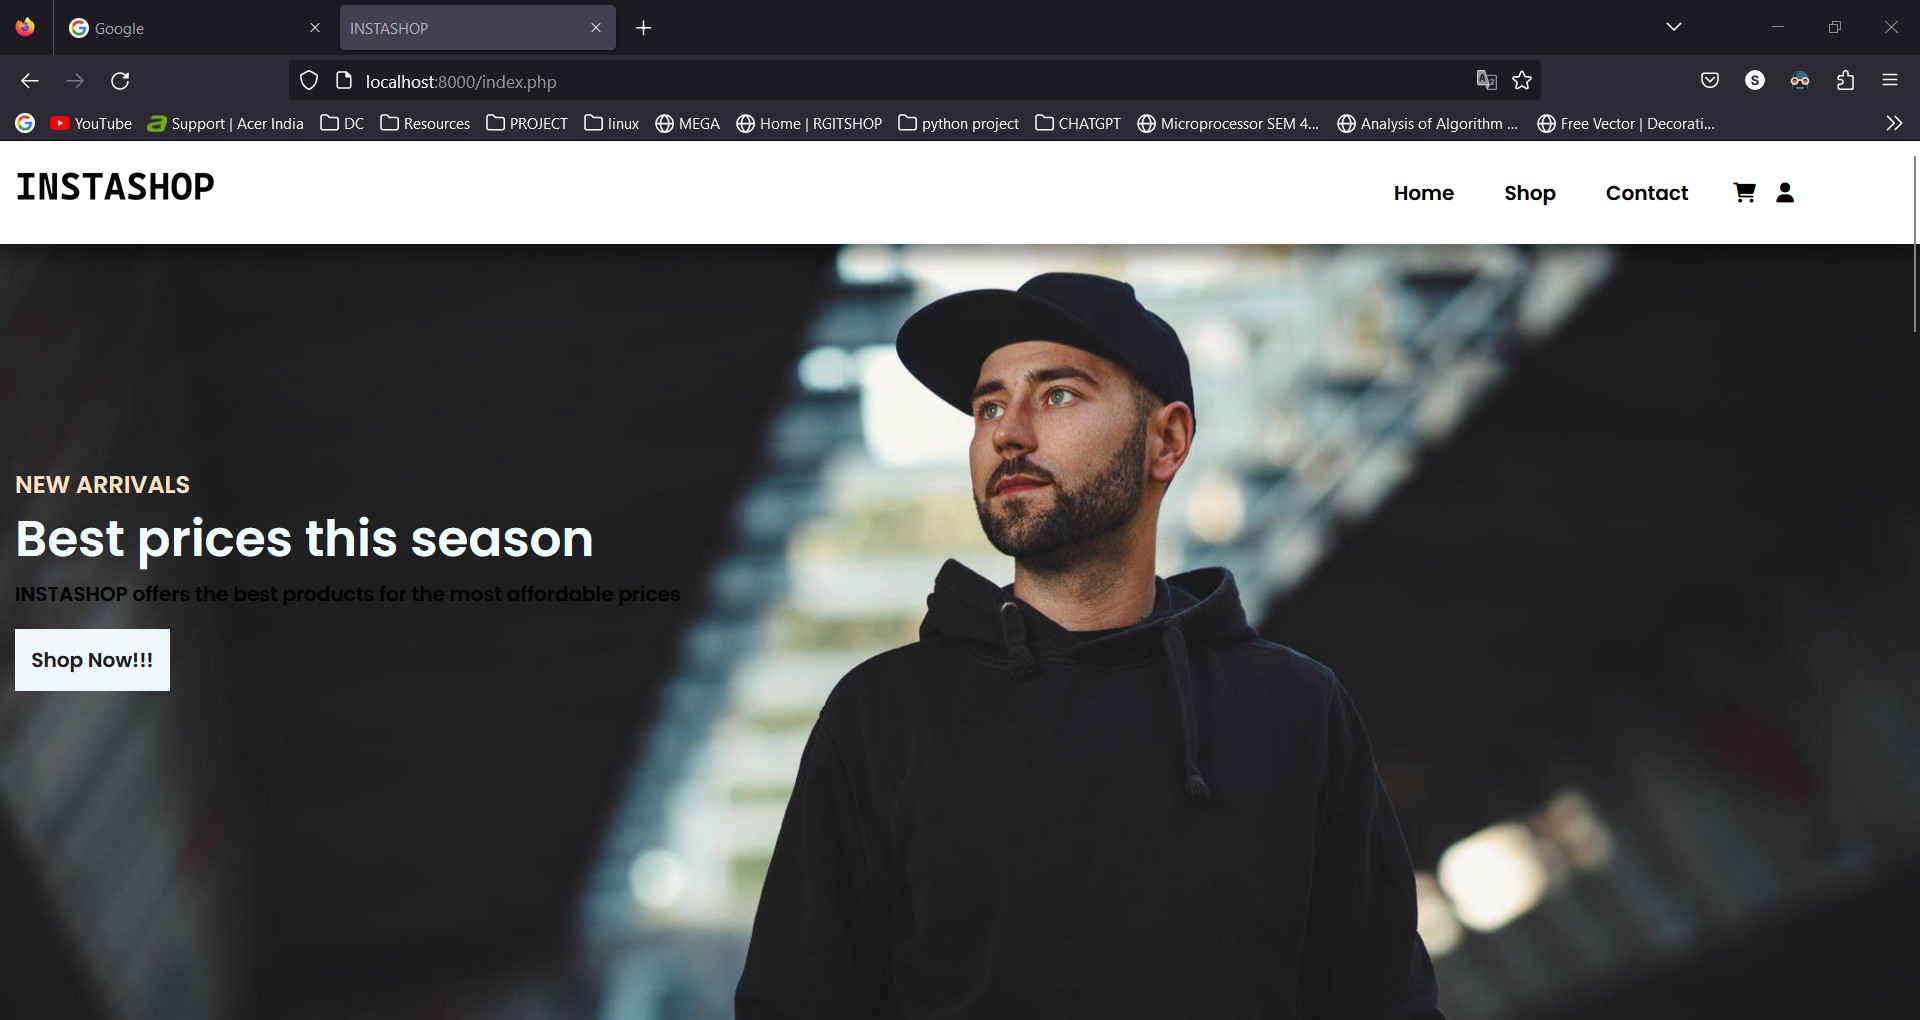 Google
INSTASHOP
localhost:8000/index.php
S
YouTube
Support | Acer India
DC
Resources
PROJECT
linux
MEGA
Home | RGITSHOP
python project
CHATGPT
Microprocessor SEM 4...
Analysis of Algorithm ...
Free Vector | Decorati...
INSTASHOP
Home
Shop
Contact
NEW ARRIVALS
Best prices this season
INSTASHOP offers the best products for the most affordable prices
Shop Now!!!